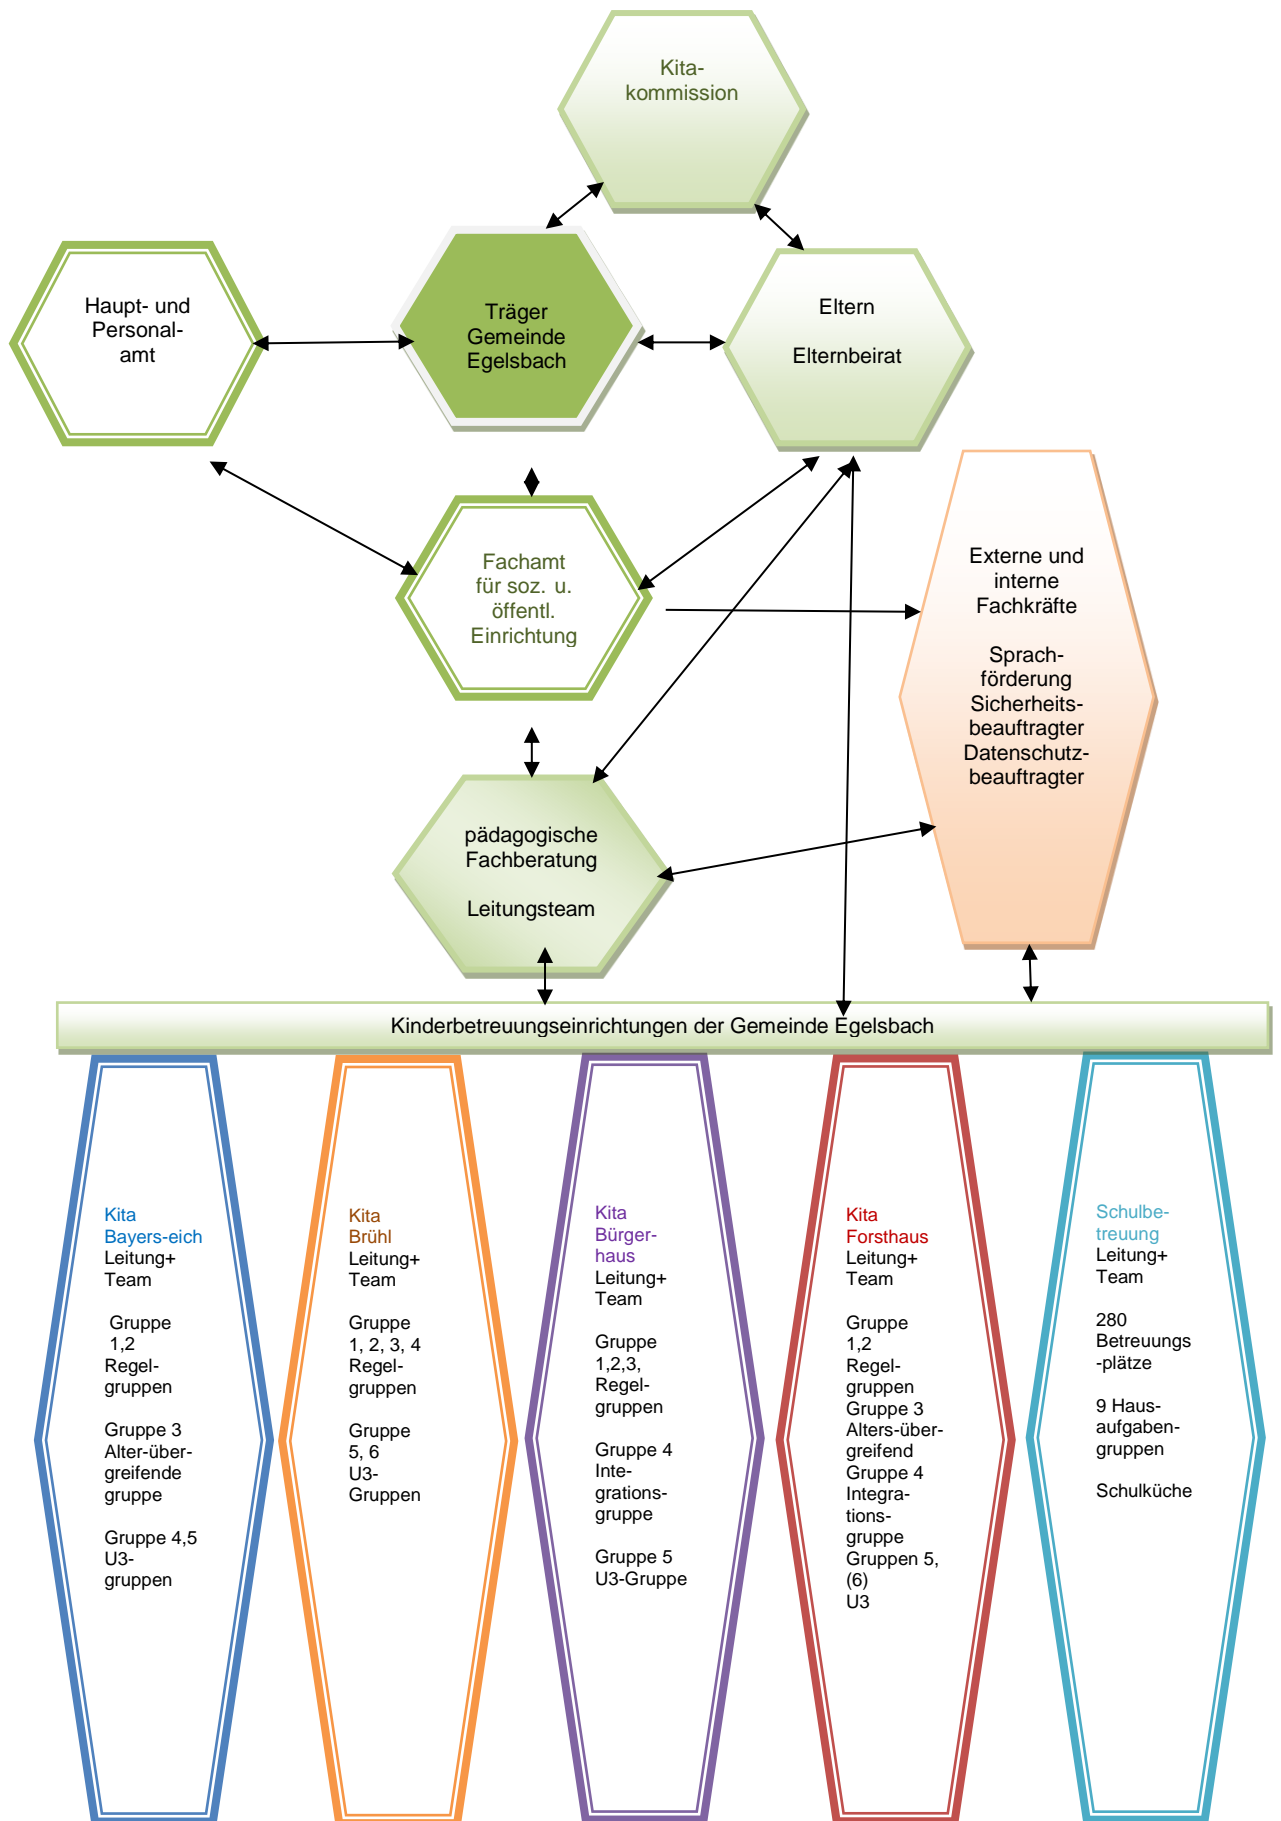 Kita-
kommission
Haupt- und
Personal-
amt
Träger
Gemeinde
Egelsbach
Eltern
Elternbeirat
Fachamt
für soz. u.
öffentl.
Einrichtung
Externe und
interne
Fachkräfte
Sprach-
förderung
Sicherheits-
beauftragter
Datenschutz-
beauftragter
pädagogische
Fachberatung
Leitungsteam
Kinderbetreuungseinrichtungen der Gemeinde Egelsbach
Kita
Bayers-eich
Leitung+
Team
Gruppe
1,2
Regel-
gruppen
Gruppe 3
Alter-über-
greifende
gruppe
Gruppe 4,5
U3-
gruppen
Kita
Brühl
Leitung+
Team
Gruppe
1, 2, 3, 4
Regel-
gruppen
Gruppe
5, 6
U3-
Gruppen
Kita
Bürger-
haus
Leitung+
Team
Gruppe
1,2,3,
Regel-
gruppen
Gruppe 4
Inte-
grations-
gruppe
Gruppe 5
U3-Gruppe
Kita
Forsthaus
Leitung+
Team
Gruppe
1,2
Regel-
gruppen
Gruppe 3
Alters-über-
greifend
Gruppe 4
Integra-
tions-
gruppe
Gruppen 5,
(6)
U3
Schulbe-
treuung
Leitung+
Team
280
Betreuungs
-plätze
9 Haus-
aufgaben-
gruppen
Schulküche